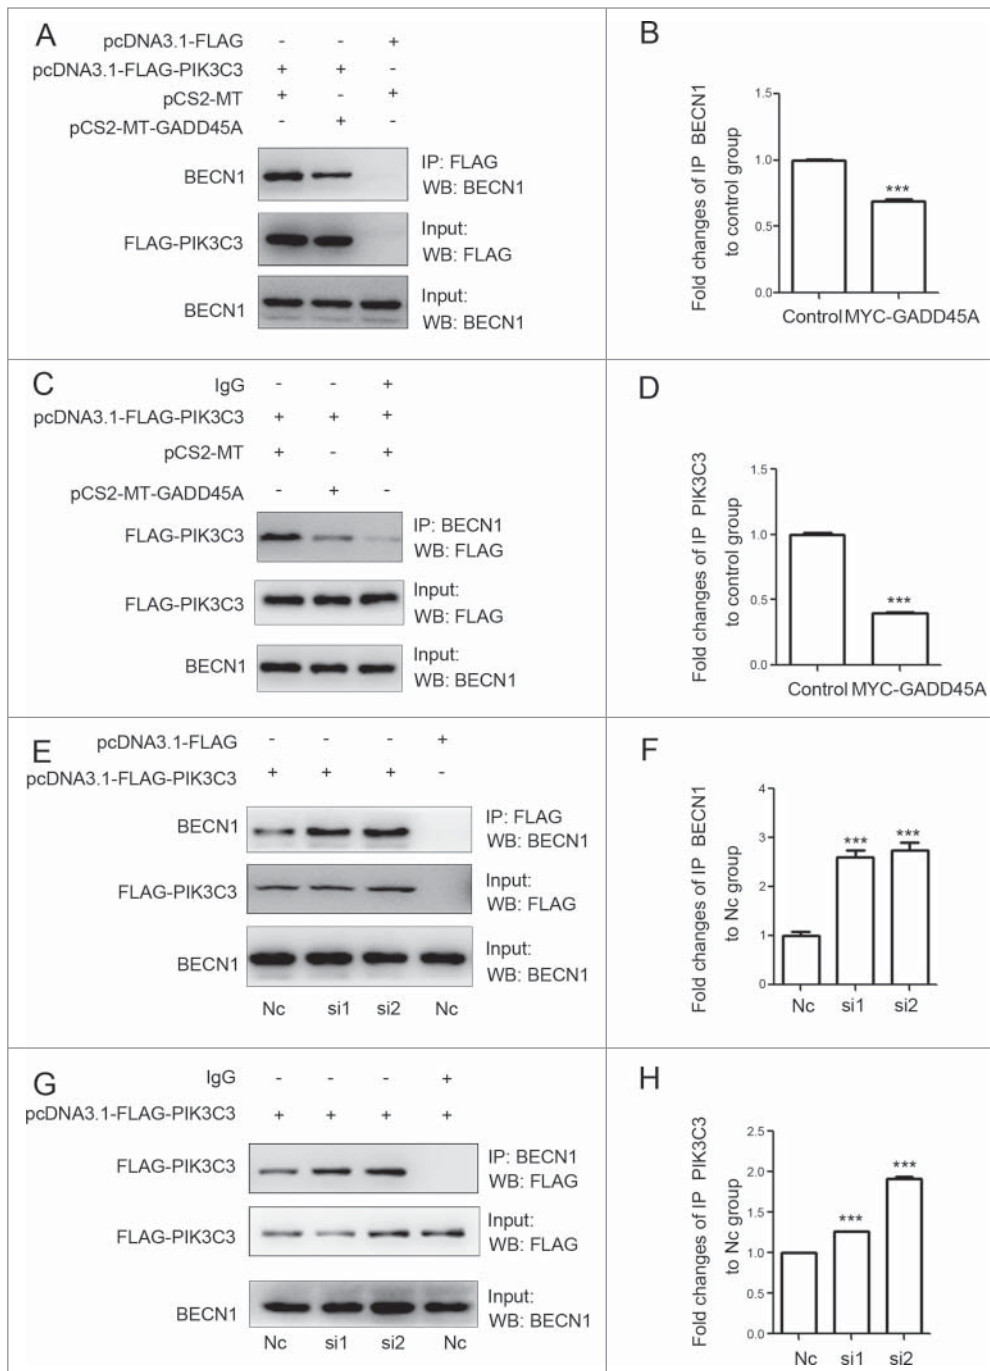 A
pcDNA3.1-FLAG - - +
pcDNA3.1-FLAG-PIK3C3 + + -
pCS2-MT + - +
pCS2-MT-GADD45A - + -
BECN1
IP: FLAG
WB: BECN1
FLAG-PIK3C3
Input:
WB: FLAG
BECN1
Input:
WB: BECN1
B
Fold changes of IP BECN1
to control group
1.5
1.0
0.5
0.0
***
Control MYC-GADD45A
C
IgG - - +
pcDNA3.1-FLAG-PIK3C3 + + +
pCS2-MT + - +
pCS2-MT-GADD45A - + -
FLAG-PIK3C3
IP: BECN1
WB: FLAG
FLAG-PIK3C3
Input:
WB: FLAG
BECN1
Input:
WB: BECN1
D
Fold changes of IP PIK3C3
to control group
1.5
1.0
0.5
0.0
***
Control MYC-GADD45A
E
pcDNA3.1-FLAG - - - +
pcDNA3.1-FLAG-PIK3C3 + + + -
BECN1
IP: FLAG
WB: BECN1
FLAG-PIK3C3
Input:
WB: FLAG
BECN1
Input:
WB: BECN1
Nc si1 si2 Nc
F
Fold changes of IP BECN1
to Nc group
4
3
2
1
0
*** ***
Nc si1 si2
G
IgG - - - +
pcDNA3.1-FLAG-PIK3C3 + + + +
FLAG-PIK3C3
IP: BECN1
WB: FLAG
FLAG-PIK3C3
Input:
WB: FLAG
BECN1
Input:
WB: BECN1
Nc si1 si2 Nc
H
Fold changes of IP PIK3C3
to Nc group
2.5
2.0
1.5
1.0
0.5
0.0
*** ***
Nc si1 si2